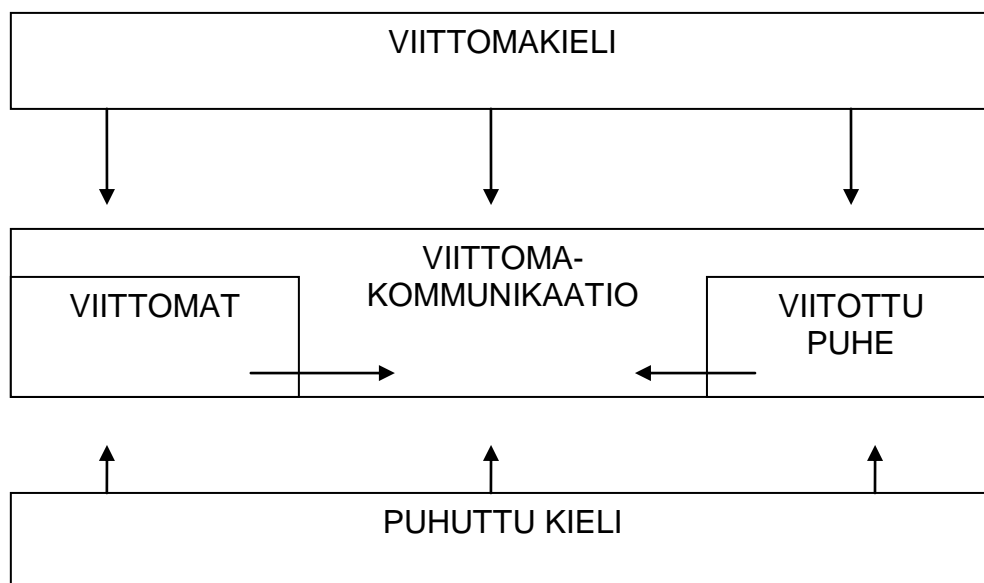 VIITTOMAKIELI
VIITTOMA-
KOMMUNIKAATIO
VIITTOMAT
VIITOTTU
PUHE
PUHUTTU KIELI